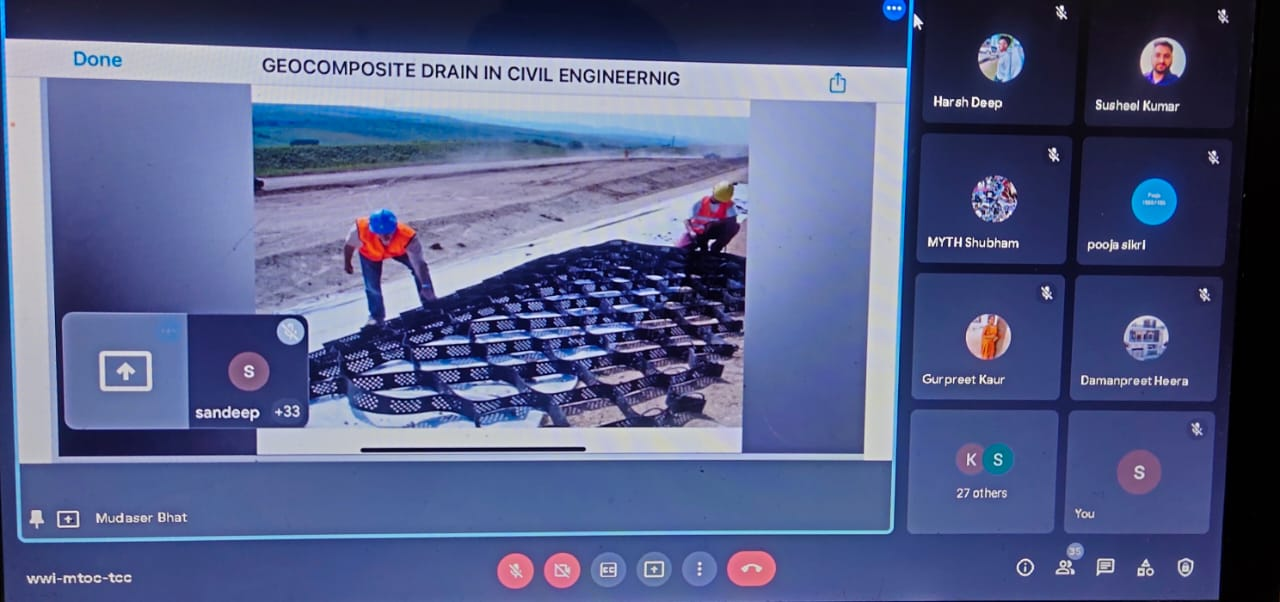 Done
GEOCOMPOSITE DRAIN IN CIVIL ENGINEERNIG
S
sandeep +33
Mudaser Bhat
wwi-mtoc-tcc
CC
Harsh Deep
Susheel Kumar
MYTH Shubham
pooja sikri
Gurpreet Kaur
Damanpreet Heera
K S
27 others
S
You
35